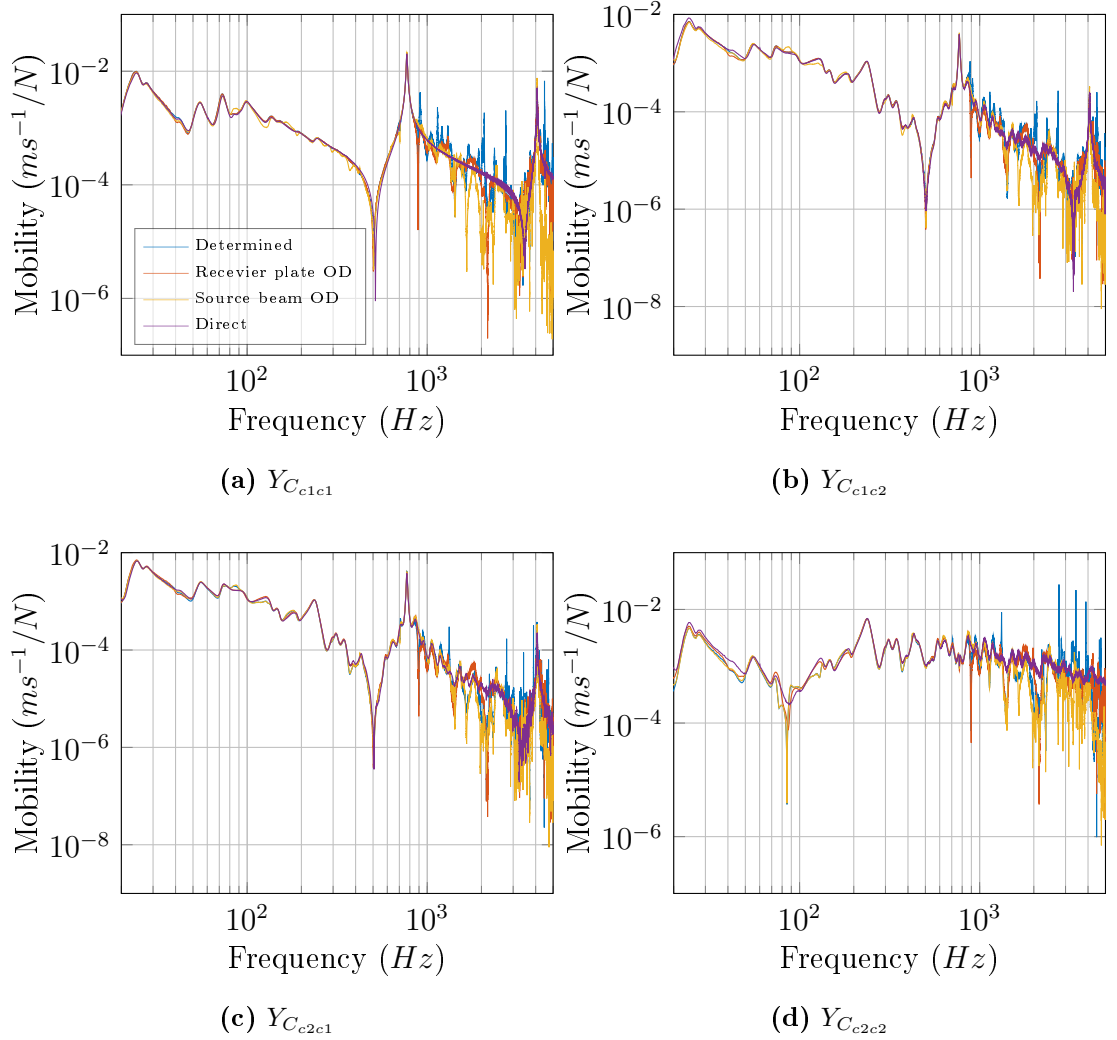 10^{-2}
10^{-4}
10^{-6}
Mobility (ms^{-1}/N)
Determined
Recevier plate OD
Source beam OD
Direct
10^{2}
10^{3}
Frequency (Hz)
(a) Y_{C_{c1c1}}
10^{-2}
10^{-4}
10^{-6}
10^{-8}
Mobility (ms^{-1}/N)
10^{2}
10^{3}
Frequency (Hz)
(b) Y_{C_{c1c2}}
10^{-2}
10^{-4}
10^{-6}
10^{-8}
Mobility (ms^{-1}/N)
10^{2}
10^{3}
Frequency (Hz)
(c) Y_{C_{c2c1}}
10^{-2}
10^{-4}
10^{-6}
Mobility (ms^{-1}/N)
10^{2}
10^{3}
Frequency (Hz)
(d) Y_{C_{c2c2}}